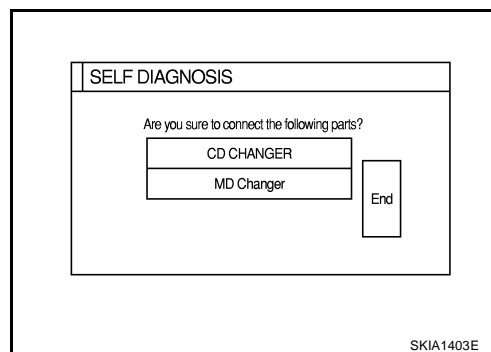 SELF DIAGNOSIS
Are you sure to connect the following parts?
CD CHANGER
MD Changer
End
SKIA1403E